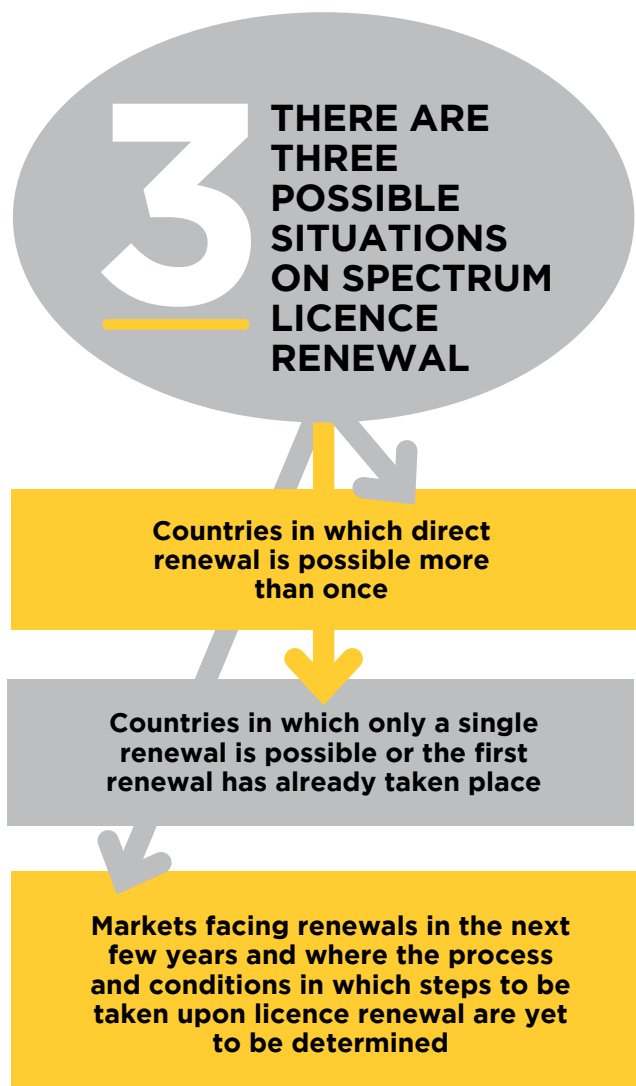 3
THERE ARE
THREE
POSSIBLE
SITUATIONS
ON SPECTRUM
LICENCE
RENEWAL
Countries in which direct
renewal is possible more
than once
Countries in which only a single
renewal is possible or the first
renewal has already taken place
Markets facing renewals in the next
few years and where the process
and conditions in which steps to be
taken upon licence renewal are yet
to be determined